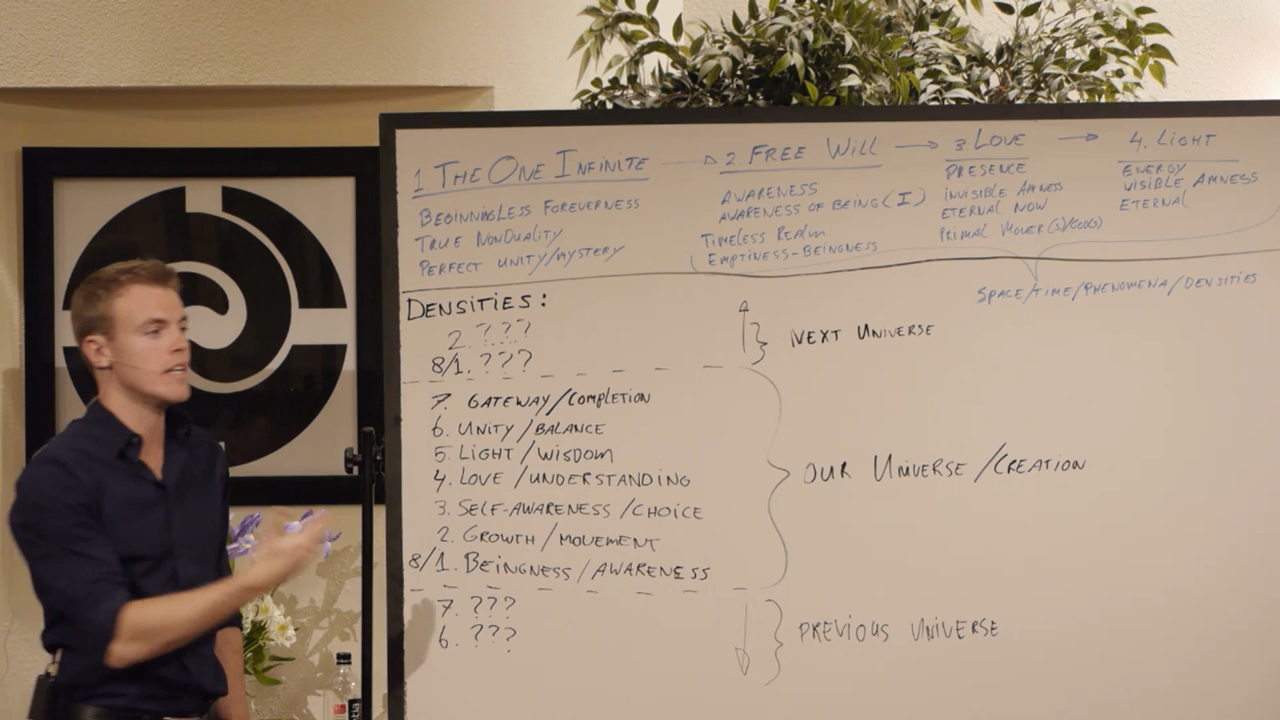 1 THE ONE INFINITE → 2 FREE WILL → 3 LOVE → 4. LIGHT
BEGINNINGLESS FOREVERNESS
TRUE NONDUALITY
PERFECT UNITY/MYSTERY
AWARENESS
AWARENESS OF BEING (I)
TIMELESS REALM
EMPTINESS-BEINGNESS
PRESENCE
INVISIBLE AMNESS
ETERNAL NOW
PRIMAL MOVER(S)/GOD(S)
ENERGY
VISIBLE AMNESS
ETERNAL
SPACE/TIME/PHENOMENA/DENSITIES
DENSITIES:
2. ???
8/1. ???
NEXT UNIVERSE
7. GATEWAY/COMPLETION
6. UNITY/BALANCE
5. LIGHT/WISDOM
4. LOVE/UNDERSTANDING
3. SELF-AWARENESS/CHOICE
2. GROWTH/MOVEMENT
8/1. BEINGNESS/AWARENESS
OUR UNIVERSE/CREATION
7. ???
6. ???
PREVIOUS UNIVERSE